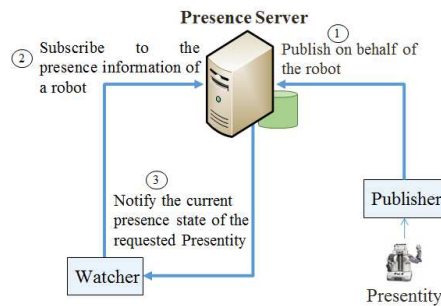 Presence Server
1
Publish on behalf of
the robot
2
Subscribe to the
presence information of
a robot
3
Notify the current
presence state of the
requested Presentity
Publisher
Watcher
Presentity